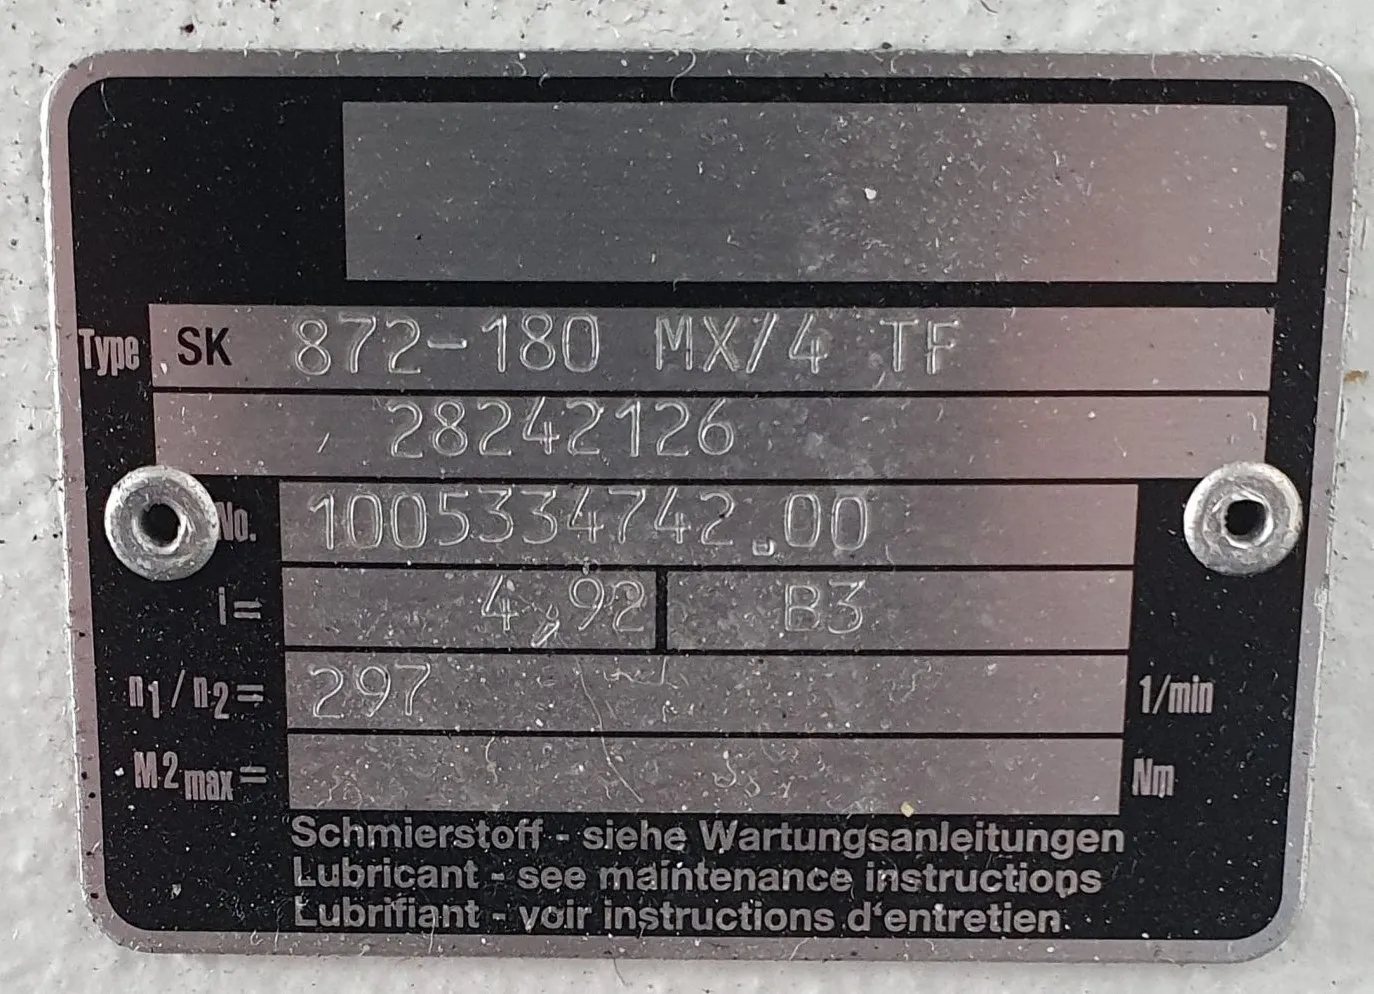 Type SK 872-180 MX/4 TF
28242126
No. 1005334742.00
i= 4,92 B3
n1/n2= 297 1/min
M2max= Nm
Schmierstoff - siehe Wartungsanleitungen
Lubricant - see maintenance instructions
Lubrifiant - voir instructions d'entretien.